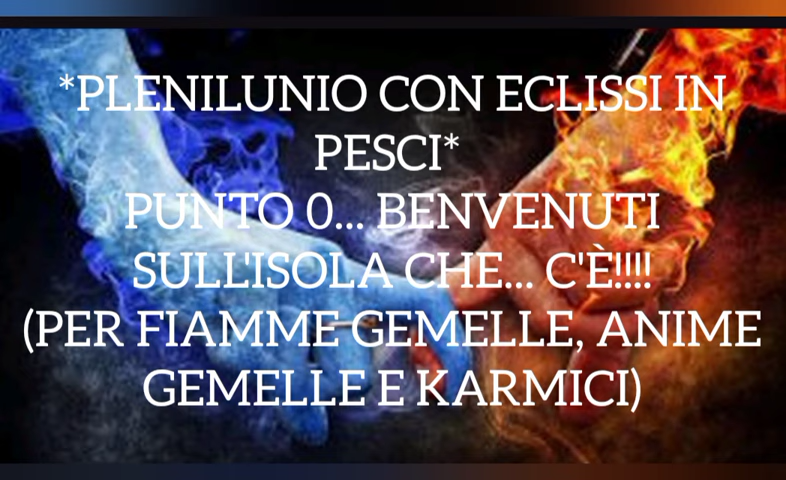 *PLENILUNIO CON ECLISSI IN
PESCI*
PUNTO 0... BENVENUTI
SULL'ISOLA CHE... C'È!!!!
(PER FIAMME GEMELLE, ANIME
GEMELLE E KARMICI)